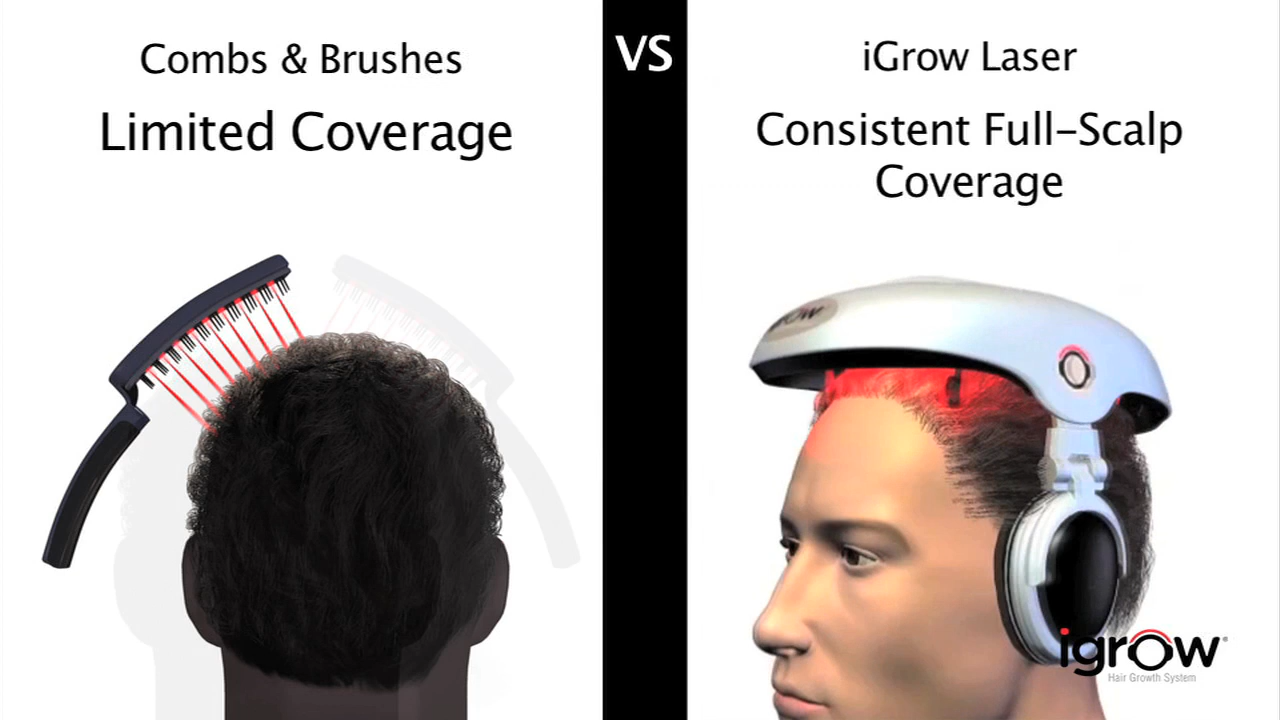 Combs & Brushes
Limited Coverage
VS
iGrow Laser
Consistent Full-Scalp
Coverage
igrow®
Hair Growth System